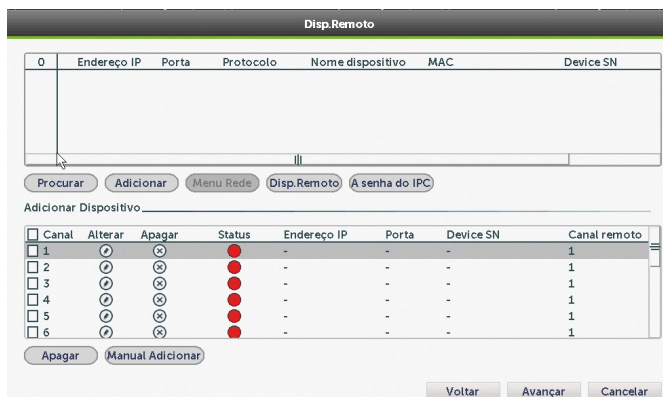 Disp.Remoto
0 Endereço IP Porta Protocolo Nome dispositivo MAC Device SN
Procurar Adicionar Menu Rede Disp.Remoto A senha do IPC
Adicionar Dispositivo
Canal Alterar Apagar Status Endereço IP Porta Device SN Canal remoto
1 - - - 1
2 - - - 1
3 - - - 1
4 - - - 1
5 - - - 1
6 - - - 1
Apagar Manual Adicionar
Voltar Avançar Cancelar